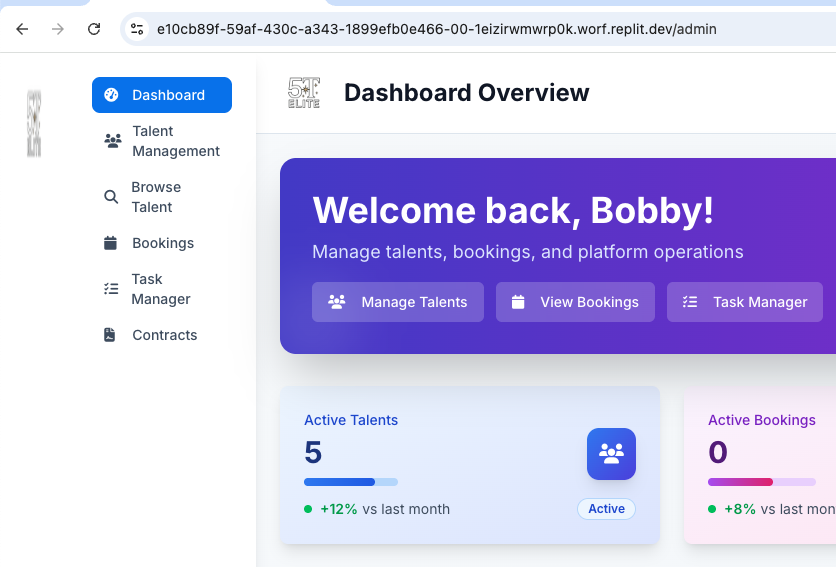 e10cb89f-59af-430c-a343-1899efb0e466-00-1eizirwmwrp0k.worf.replit.dev/admin
Dashboard
Talent
Management
Browse
Talent
Bookings
Task
Manager
Contracts
5T
ELITE
Dashboard Overview
Welcome back, Bobby!
Manage talents, bookings, and platform operations
Manage Talents
View Bookings
Task Manager
Active Talents
5
+12% vs last month
Active
Active Bookings
0
+8% vs last mon